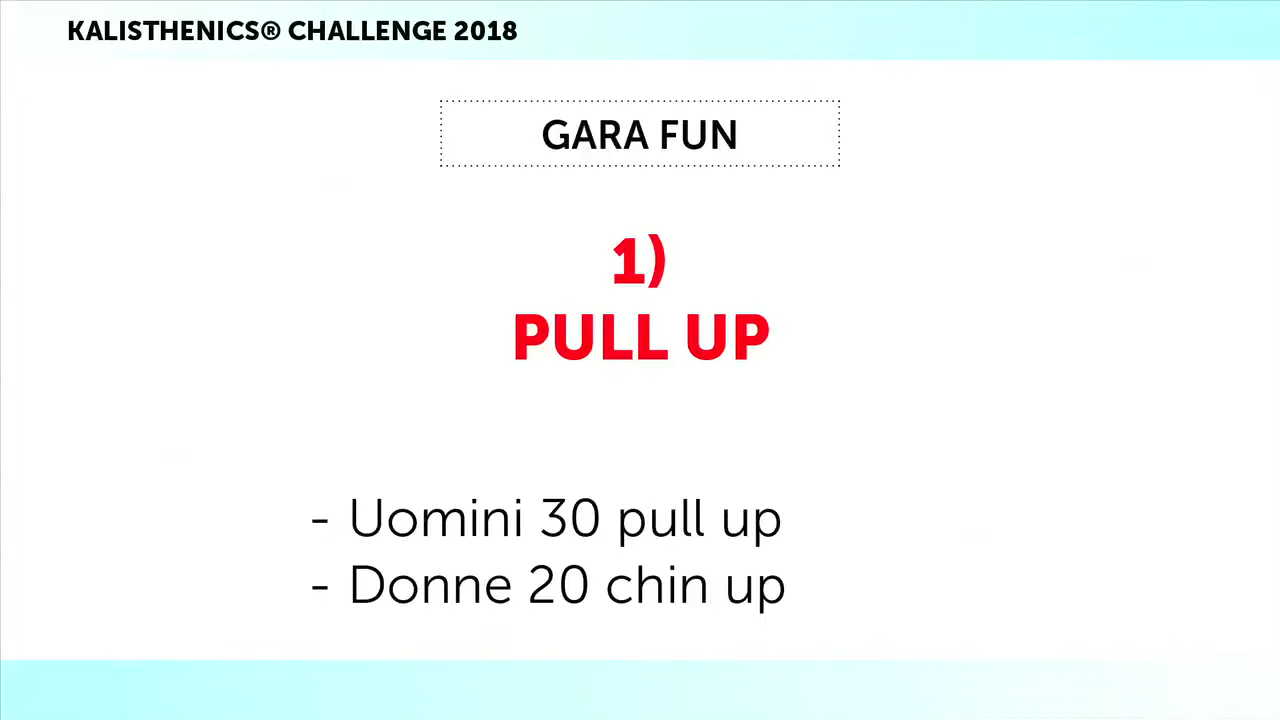 KALISTHENICS® CHALLENGE 2018
GARA FUN
1)
PULL UP
- Uomini 30 pull up
- Donne 20 chin up